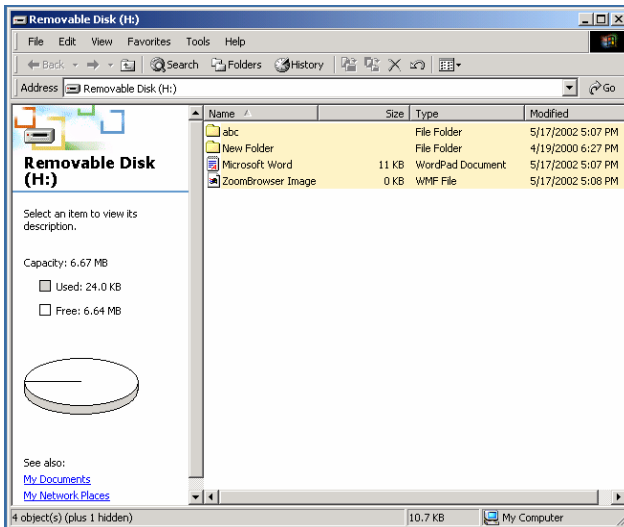 Removable Disk (H:)
File Edit View Favorites Tools Help
Back Search Folders History
Address Removable Disk (H:) Go
Removable Disk
(H:)
Select an item to view its
description.
Capacity: 6.67 MB
Used: 24.0 KB
Free: 6.64 MB
See also:
My Documents
My Network Places
Name Size Type Modified
abc File Folder 5/17/2002 5:07 PM
New Folder File Folder 4/19/2000 6:27 PM
Microsoft Word 11 KB WordPad Document 5/17/2002 5:07 PM
ZoomBrowser Image 0 KB WMF File 5/17/2002 5:08 PM
4 object(s) (plus 1 hidden) 10.7 KB My Computer